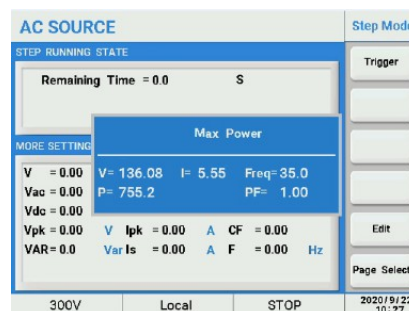 AC SOURCE
Step Mode
STEP RUNNING STATE
Remaining Time = 0.0 S
Trigger
MORE SETTING
Max Power
V= 136.08 I= 5.55 Freq= 35.0
P= 755.2 PF= 1.00
V = 0.00
Vac = 0.00
Vdc = 0.00
Vpk = 0.00 V Ipk = 0.00 A CF = 0.00
VAR= 0.0 Var Is = 0.00 A F = 0.00 Hz
Edit
Page Select
300V Local STOP
2020/9/22
10:27